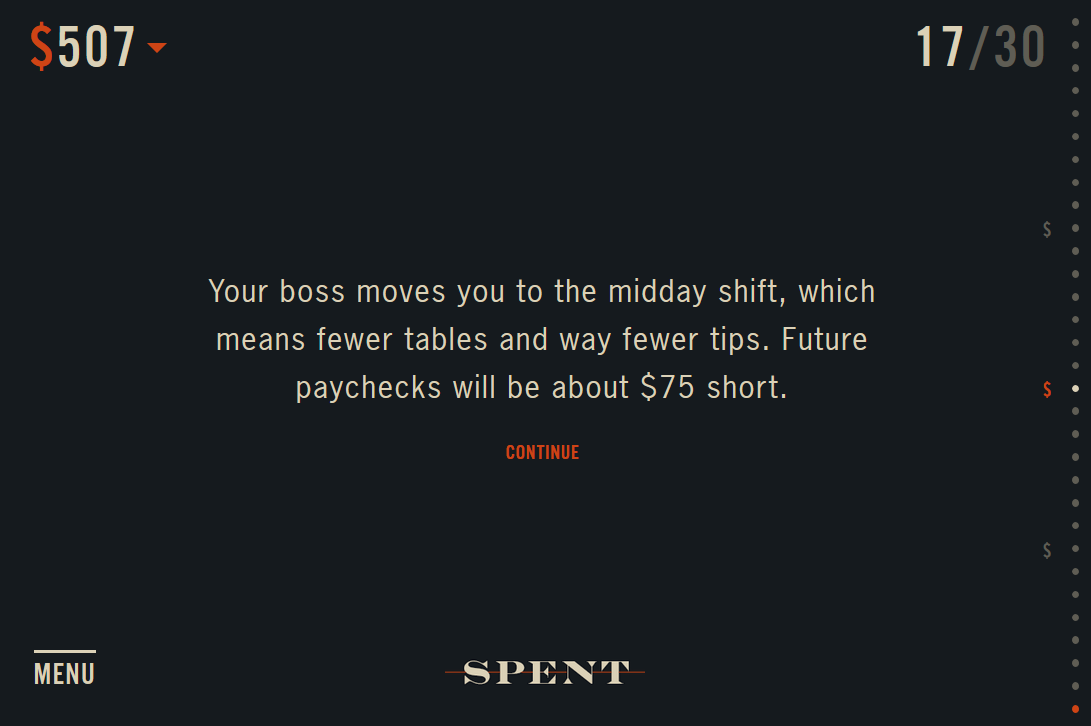 $507
17/30
$
Your boss moves you to the midday shift, which
means fewer tables and way fewer tips. Future
paychecks will be about $75 short.
$
CONTINUE
$
MENU
SPENT